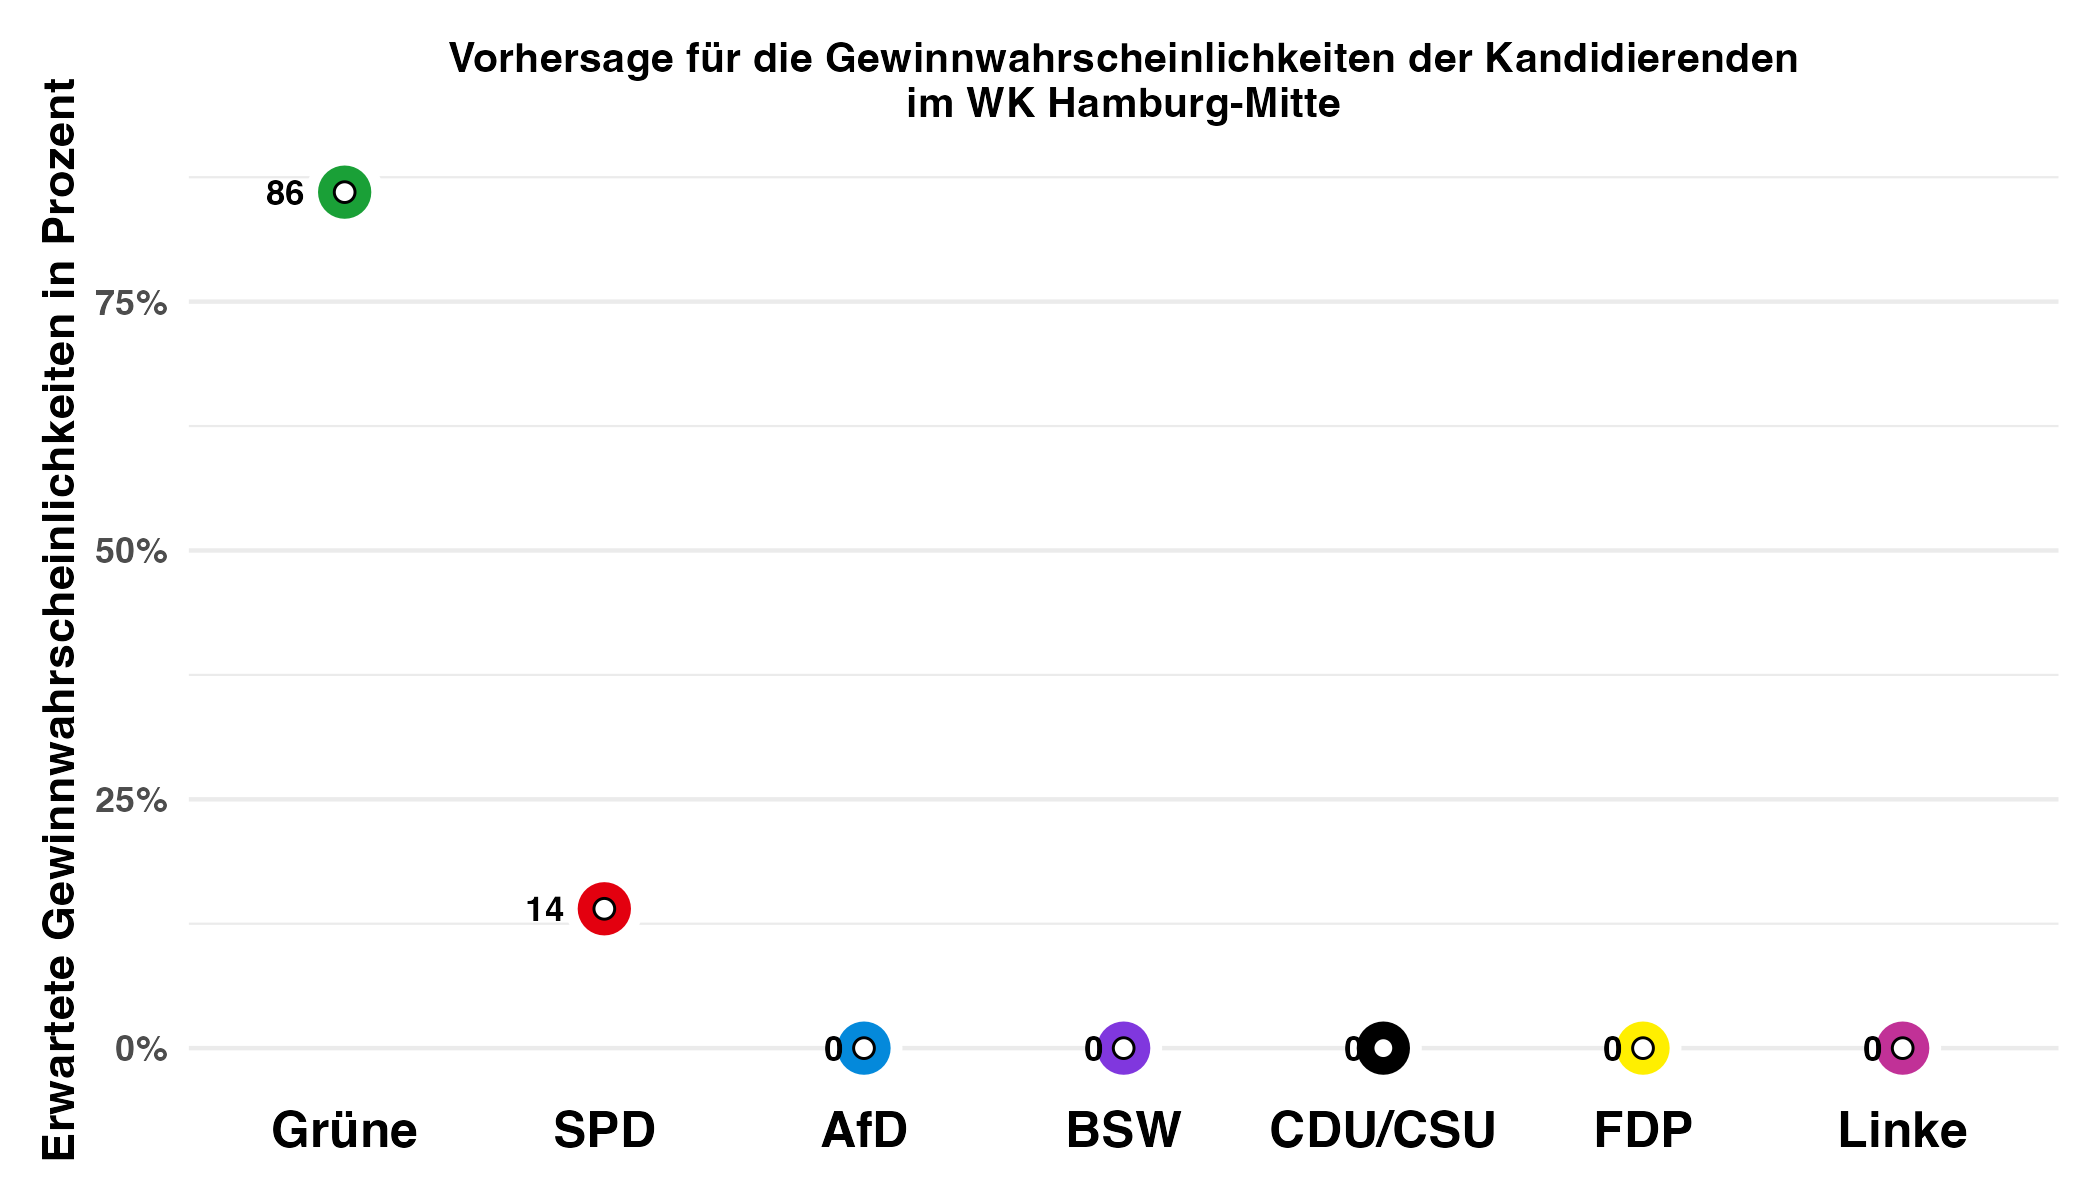 Vorhersage für die Gewinnwahrscheinlichkeiten der Kandidierenden
im WK Hamburg-Mitte
Erwartete Gewinnwahrscheinlichkeiten in Prozent
86
75%
50%
25%
14
0%
0
0
0
0
0
Grüne
SPD
AfD
BSW
CDU/CSU
FDP
Linke